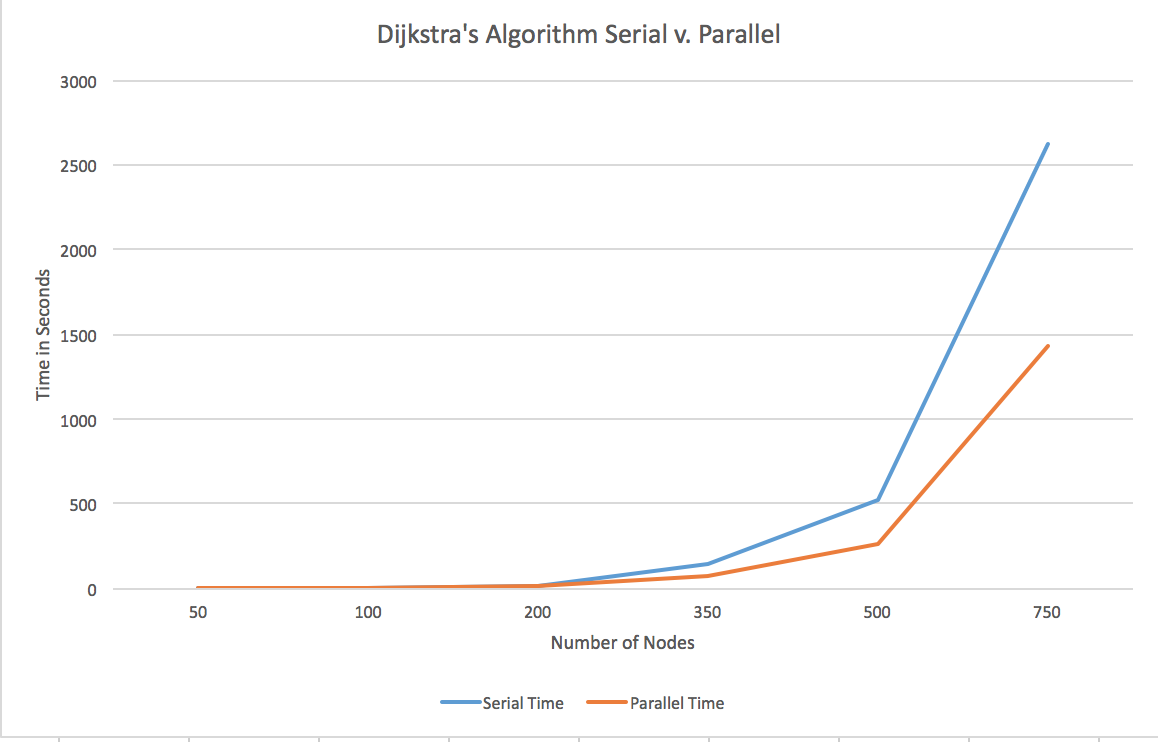 Dijkstra's Algorithm Serial v. Parallel
3000
2500
2000
1500
1000
500
0
Time in Seconds
50 100 200 350 500 750
Number of Nodes
Serial Time Parallel Time